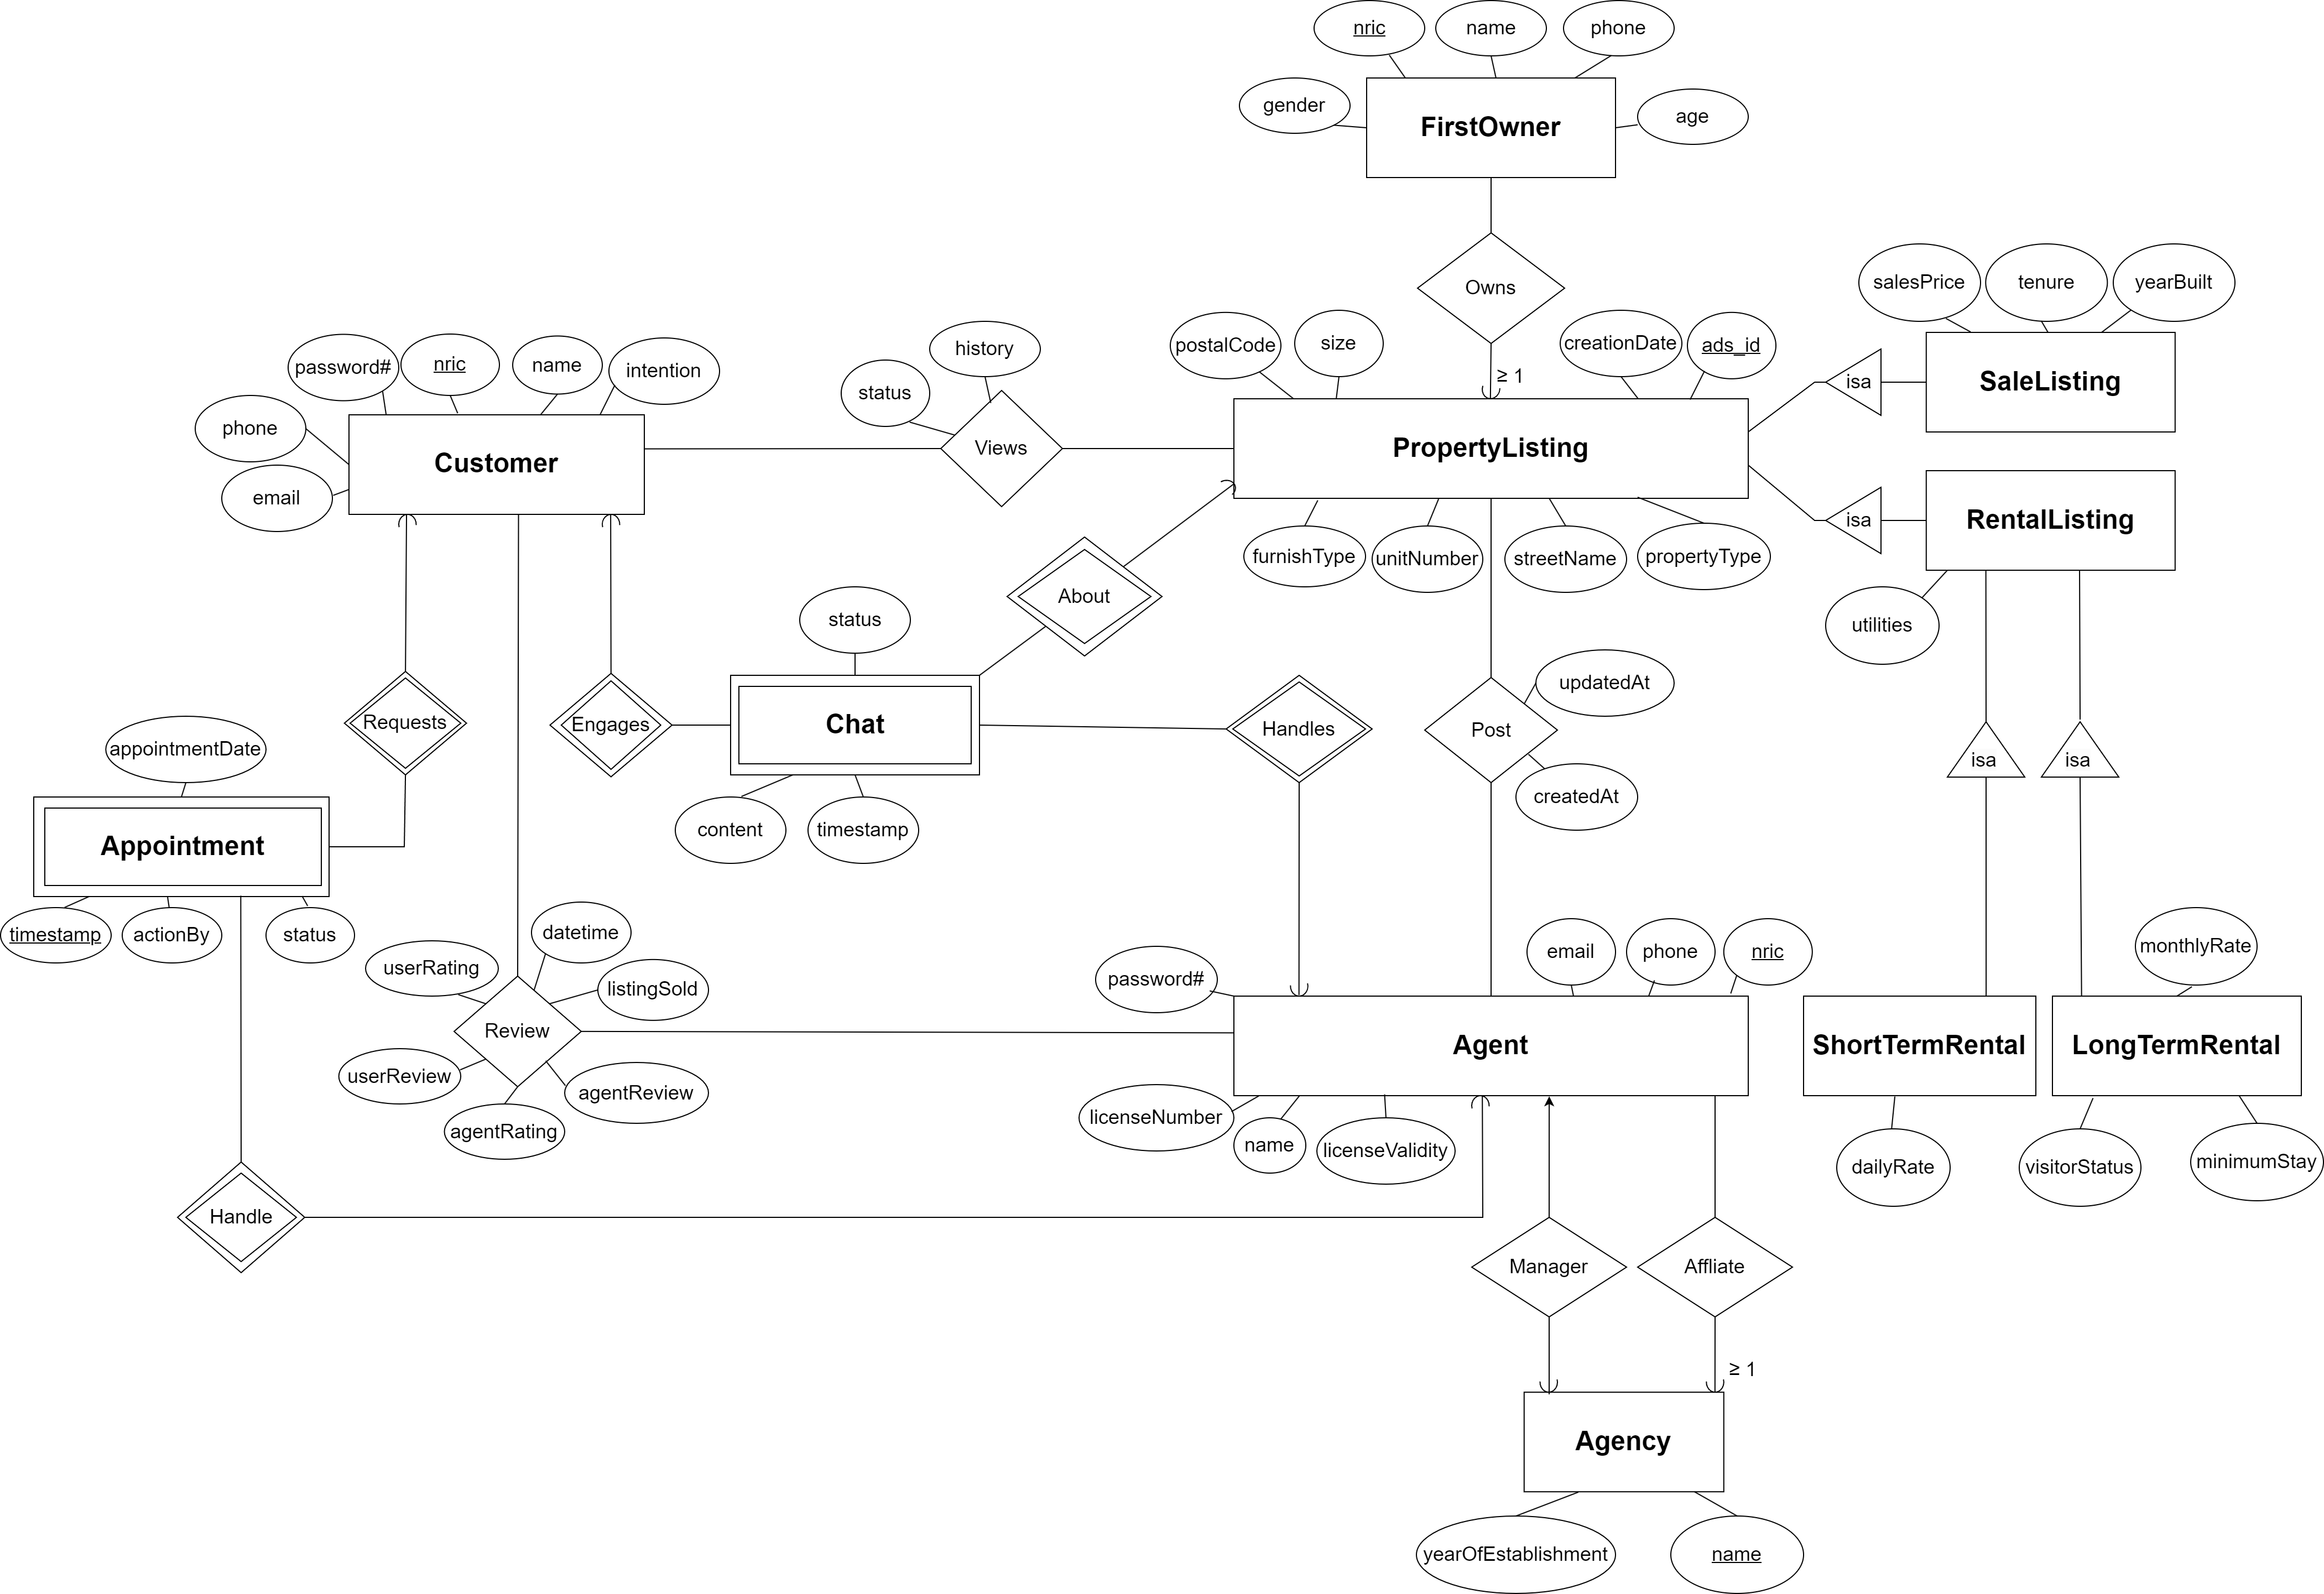 nric
name
phone
gender
FirstOwner
age
Owns
salesPrice
tenure
yearBuilt
password#
nric
name
intention
history
status
postalCode
size
≥ 1
creationDate
ads_id
isa
SaleListing
phone
email
Customer
Views
PropertyListing
isa
RentalListing
furnishType
unitNumber
streetName
propertyType
About
status
utilities
Requests
Engages
Chat
Handles
Post
updatedAt
createdAt
isa
isa
appointmentDate
content
timestamp
Appointment
timestamp
actionBy
status
datetime
userRating
listingSold
Review
userReview
agentReview
agentRating
password#
email
phone
nric
Agent
licenseNumber
name
licenseValidity
monthlyRate
ShortTermRental
LongTermRental
dailyRate
visitorStatus
minimumStay
Handle
Manager
Affliate
≥ 1
Agency
yearOfEstablishment
name